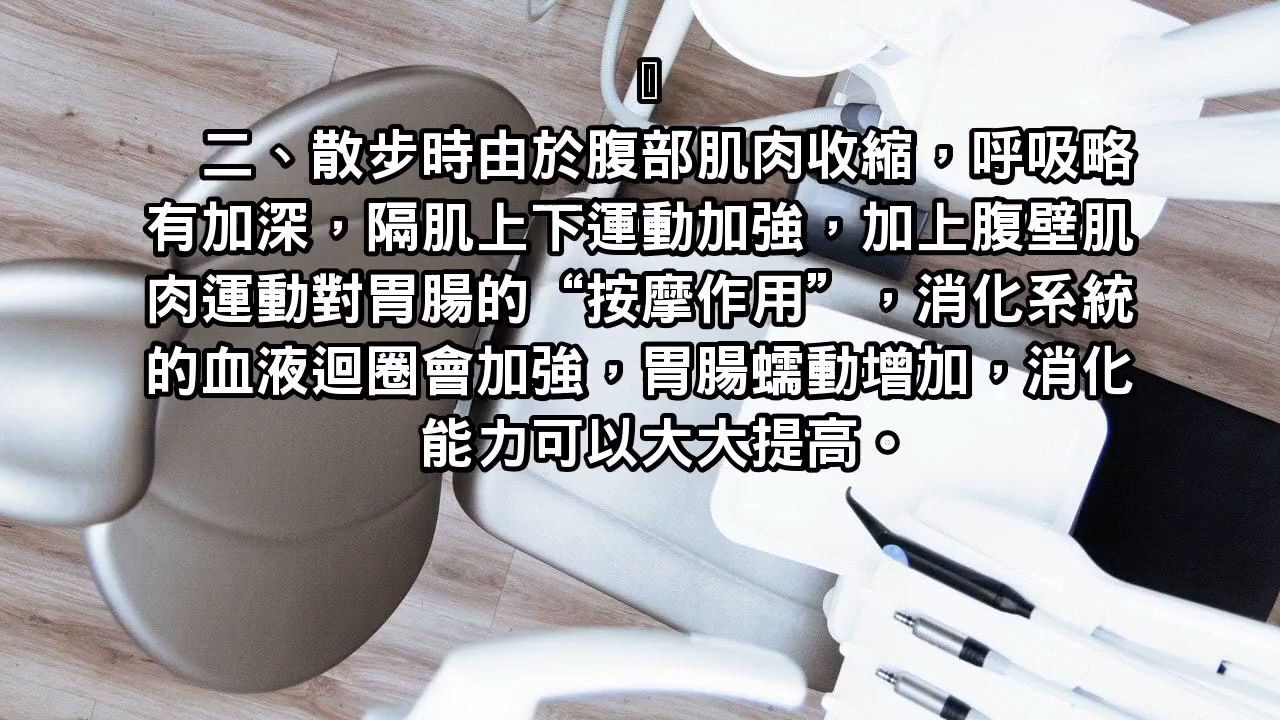 二、散步時由於腹部肌肉收縮，呼吸略
有加深，隔肌上下運動加強，加上腹壁肌
肉運動對胃腸的“按摩作用”，消化系統
的血液迴圈會加強，胃腸蠕動增加，消化
能力可以大大提高。